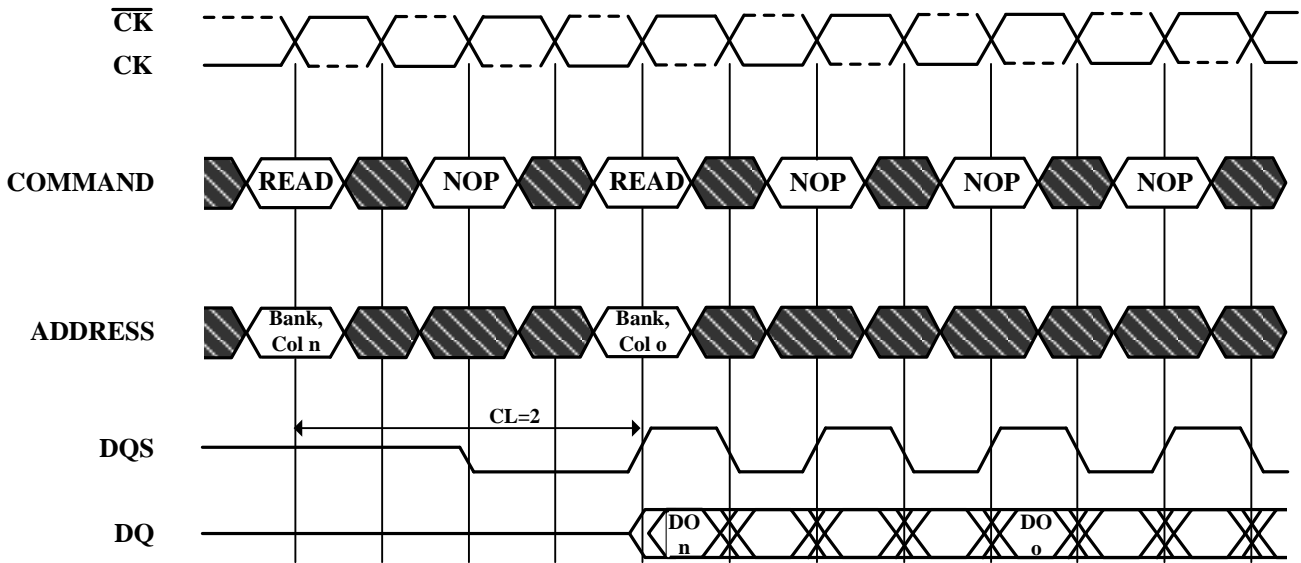 CK
CK
COMMAND READ NOP READ NOP NOP NOP
ADDRESS Bank, Col n Bank, Col o
CL=2
DQS
DQ DO n DO o